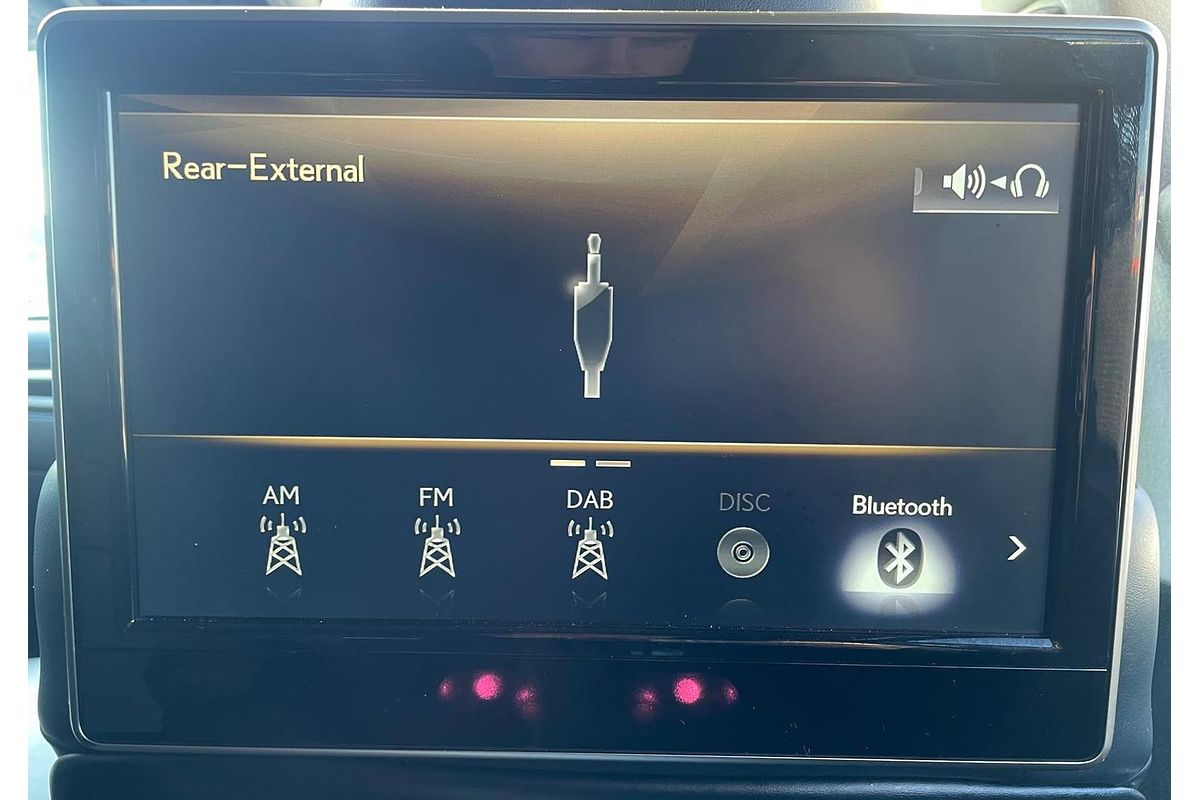 Rear-External
AM
FM
DAB
DISC
Bluetooth